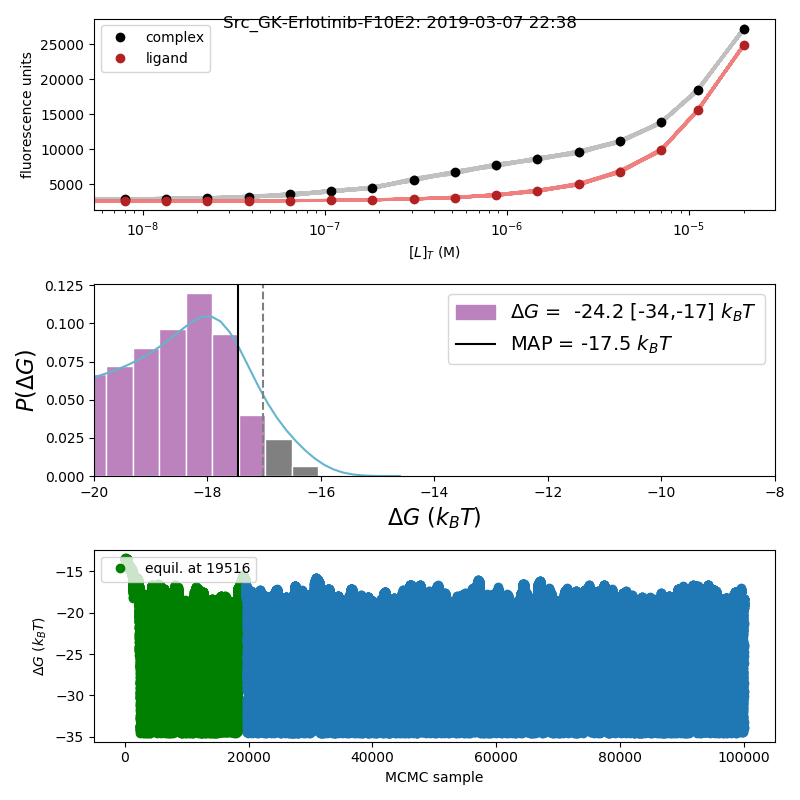 Src_GK-Erlotinib-F10E2: 2019-03-07 22:38
complex
ligand
fluorescence units
25000
20000
15000
10000
5000
10⁻⁸ 10⁻⁷ 10⁻⁶ 10⁻⁵
[L]_T (M)
P(ΔG)
0.125
0.100
0.075
0.050
0.025
0.000
ΔG = -24.2 [-34,-17] k_BT
MAP = -17.5 k_BT
−20 −18 −16 −14 −12 −10 −8
ΔG (k_BT)
equil. at 19516
ΔG (k_BT)
−15
−20
−25
−30
−35
0 20000 40000 60000 80000 100000
MCMC sample